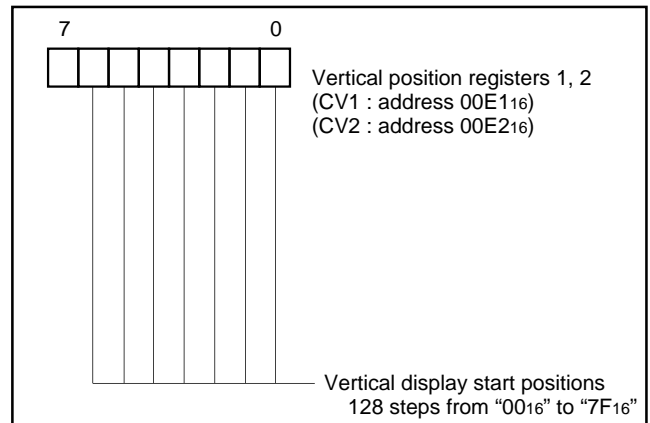 7 0
Vertical position registers 1, 2
(CV1 : address 00E116)
(CV2 : address 00E216)
Vertical display start positions
128 steps from “0016” to “7F16”